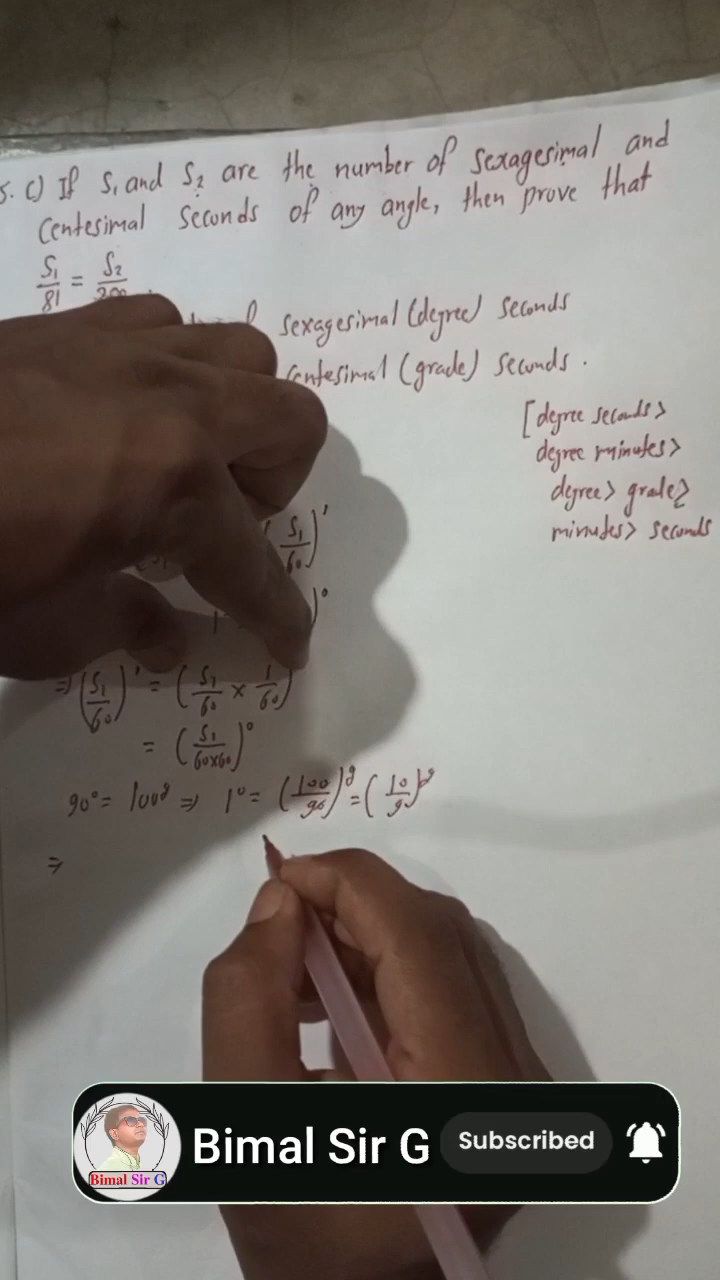 5. c) If S₁ and S₂ are the number of sexagesimal and
Centesimal Seconds of any angle, then prove that
S₁/81 = S₂/
sexagesimal (degree) seconds
Centesimal (grade) seconds.
[degree seconds>
degree minutes>
degree> grade>
minutes> seconds
(S₁/60)'
1 )°
⇒ (S₁/60)' = (S₁/60 × 1/60)
= (S₁/60×60)°
90° = 100g ⇒ 1° = (100/90)g = (10/9)g
⇒
Bimal Sir G
Bimal Sir G
Subscribed